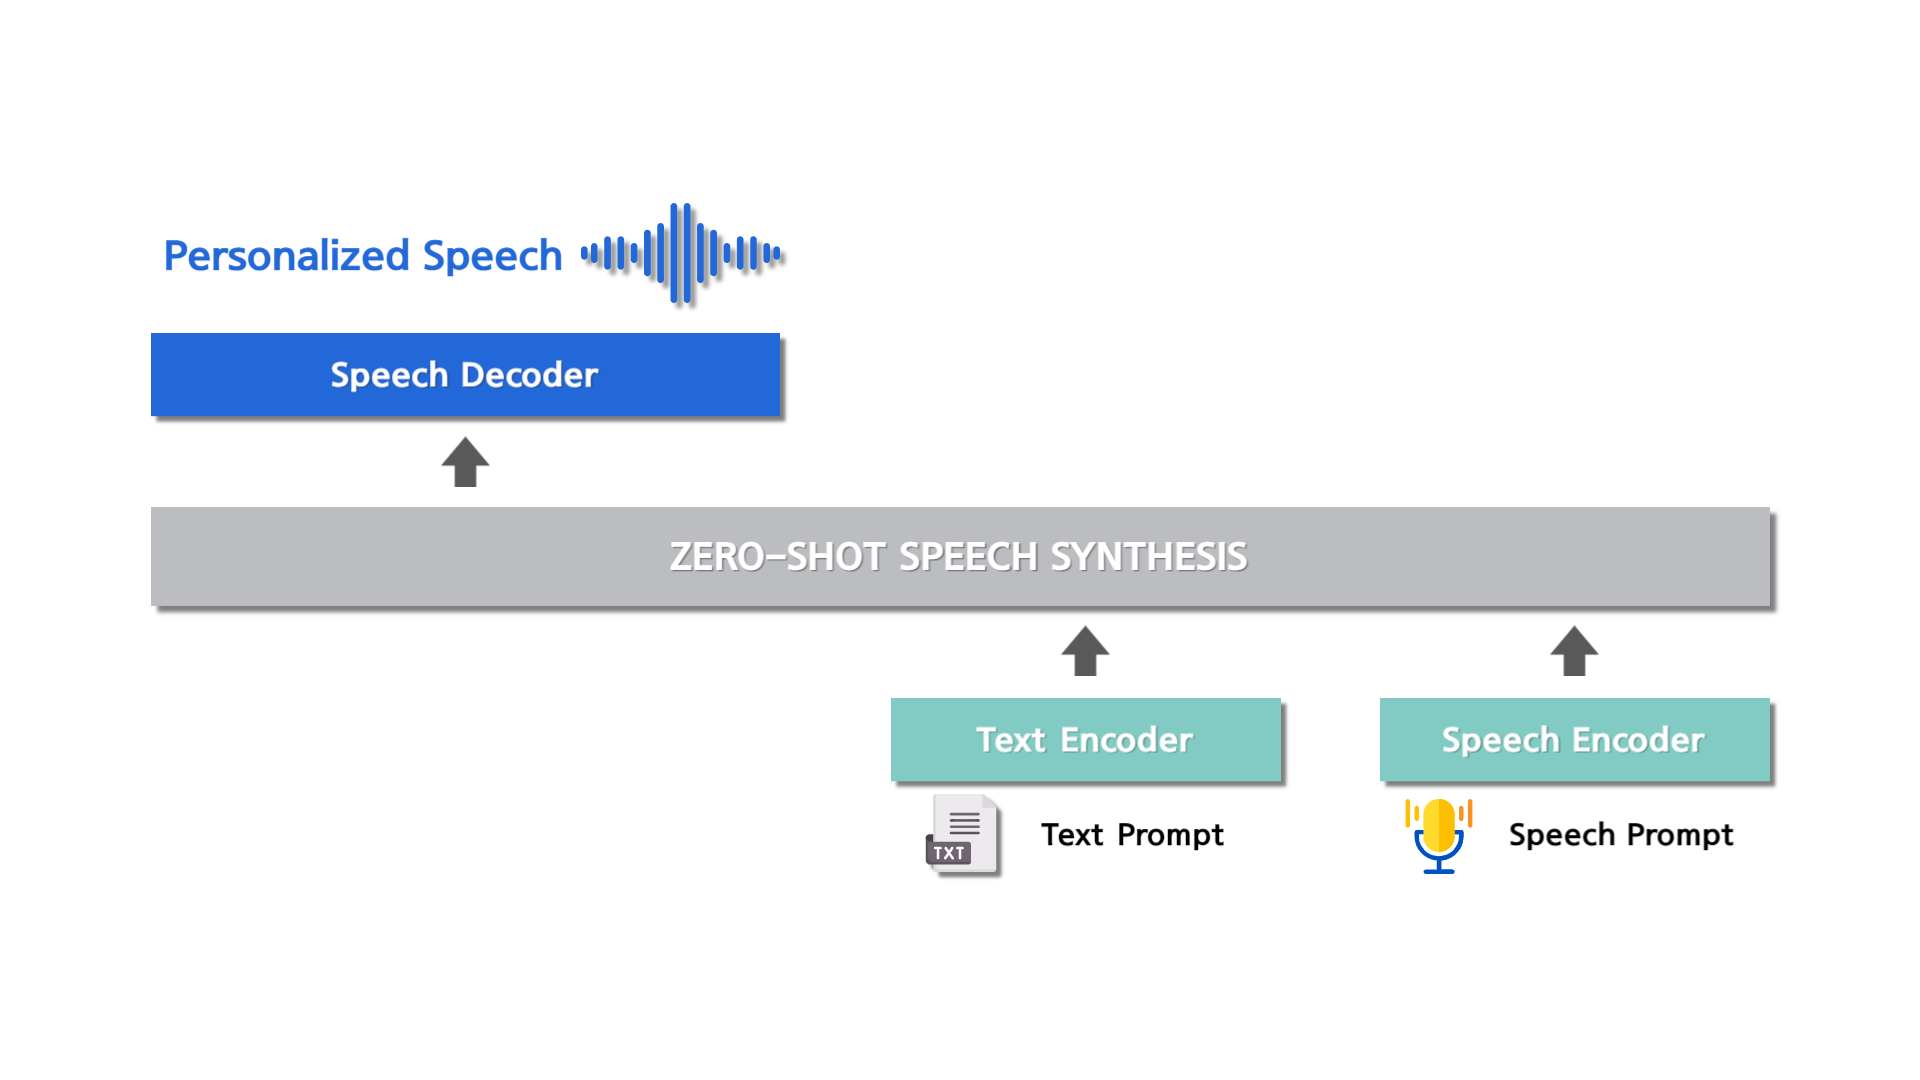 Personalized Speech
Speech Decoder
ZERO-SHOT SPEECH SYNTHESIS
Text Encoder
Speech Encoder
TXT
Text Prompt
Speech Prompt